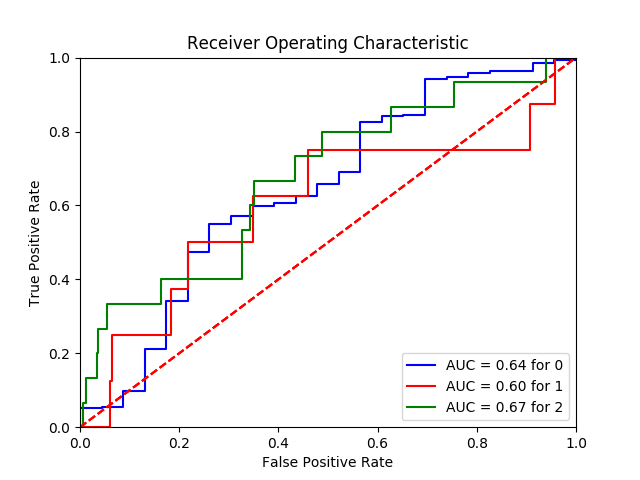 Receiver Operating Characteristic
True Positive Rate
1.0
0.8
0.6
0.4
0.2
0.0
AUC = 0.64 for 0
AUC = 0.60 for 1
AUC = 0.67 for 2
0.0 0.2 0.4 0.6 0.8 1.0
False Positive Rate